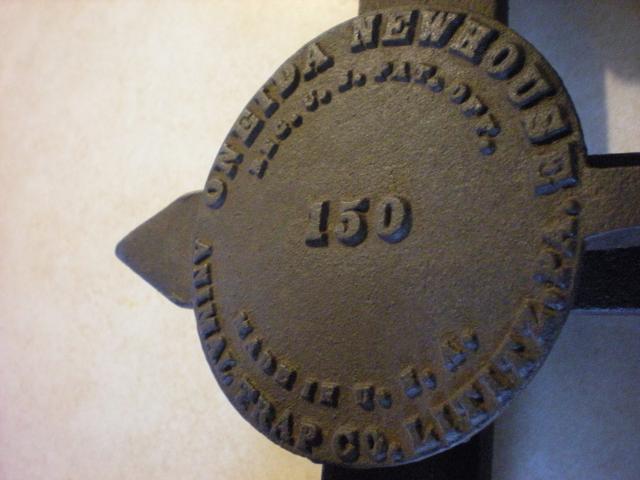 ONEIDA NEWHOUSE
REG. U. S. PAT. OFF.
150
MADE IN U. S. A.
ANIMAL TRAP CO. LITITZ, PA.